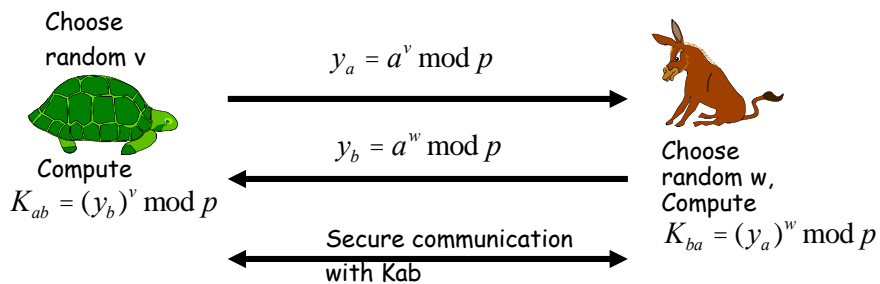 Choose
random v
y_a = a^v mod p
y_b = a^w mod p
Compute
K_ab = (y_b)^v mod p
Choose
random w,
Compute
K_ba = (y_a)^w mod p
Secure communication
with Kab